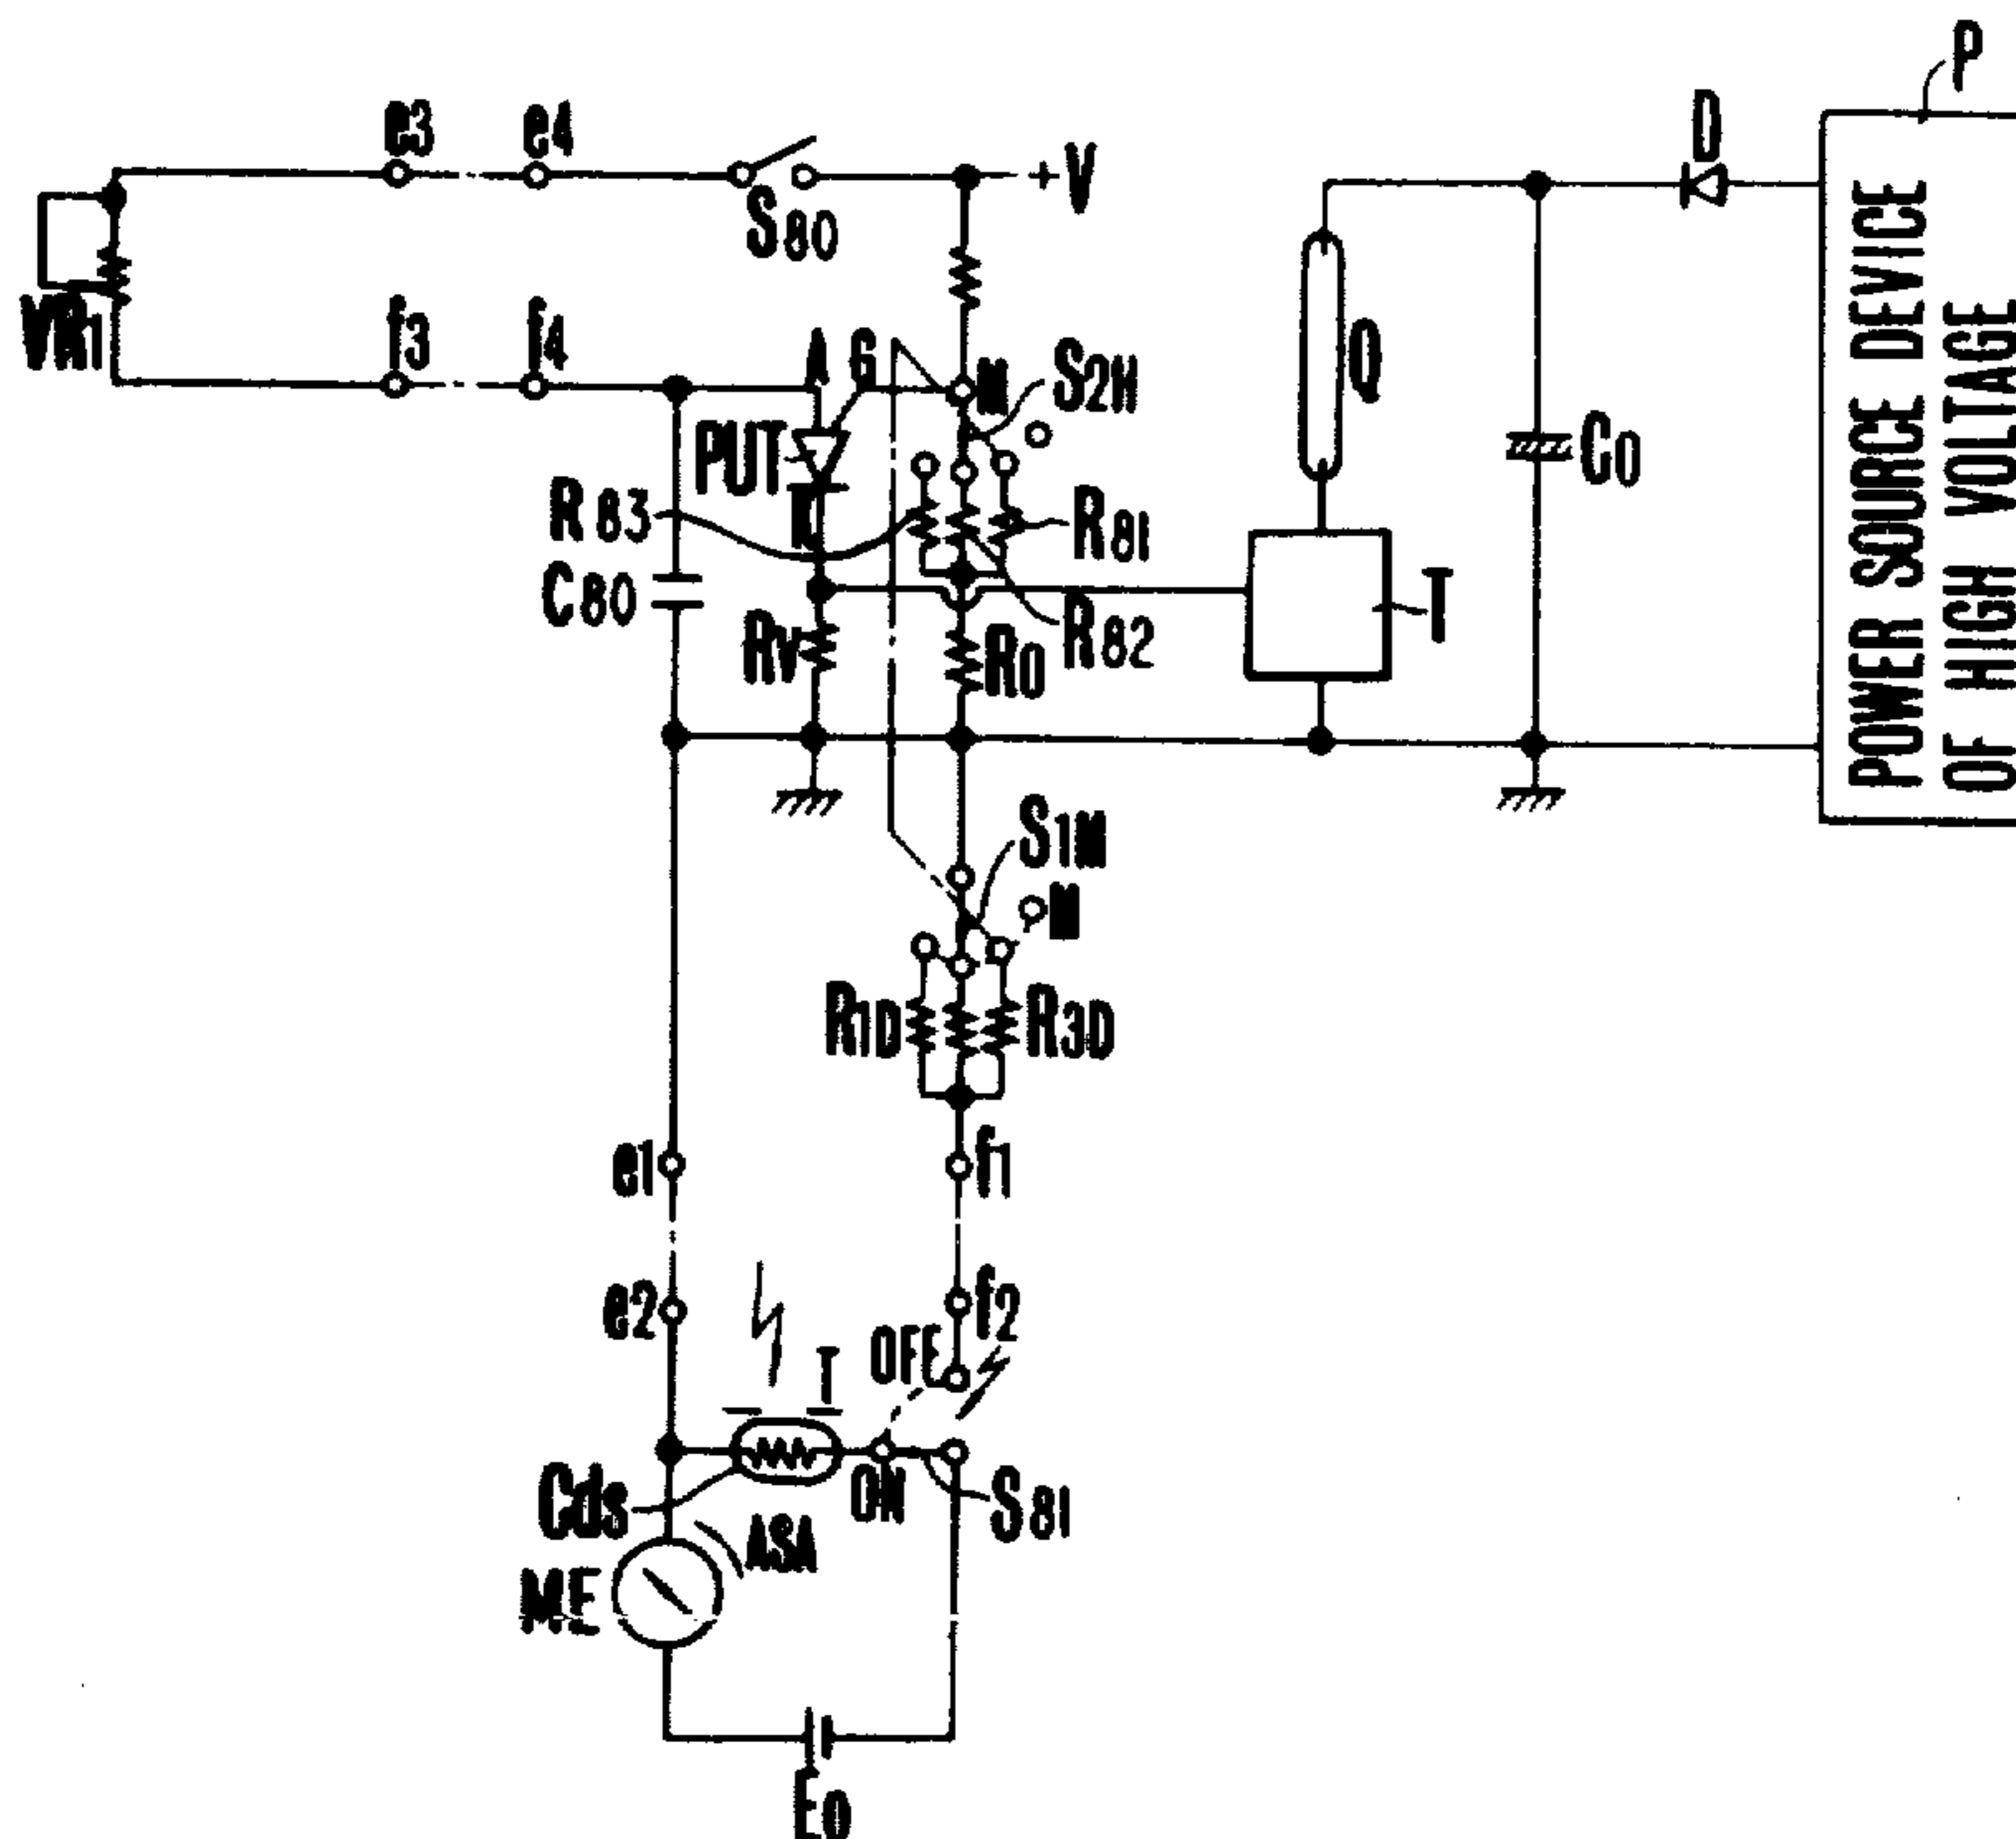 P
e3
e4
D
+V
S80
VR1
f3
f4
A
G
M
S2M
Q
PUT
C0
R83
K
R81
C80
T
RV
R0
R82
POWER SOURCE DEVICE
OF HIGH VOLTAGE
S1M
M
R1D
R3D
e1
f1
e2
f2
OFF
T
Cds
ON
S81
ASA
ME
E0